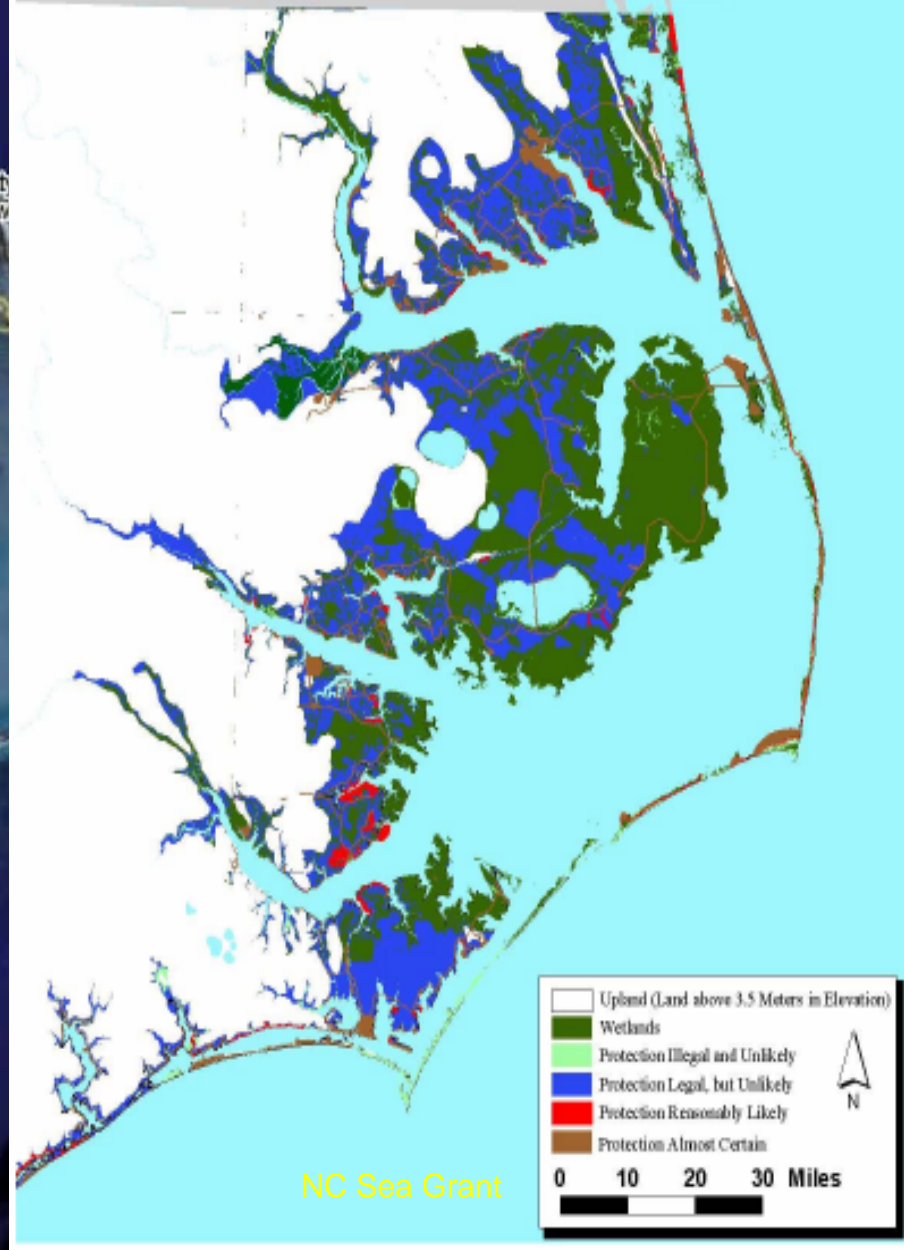 Upland (Land above 3.5 Meters in Elevation)
Wetlands
Protection Illegal and Unlikely
Protection Legal, but Unlikely
Protection Reasonably Likely
Protection Almost Certain
N
0 10 20 30 Miles
NC Sea Grant